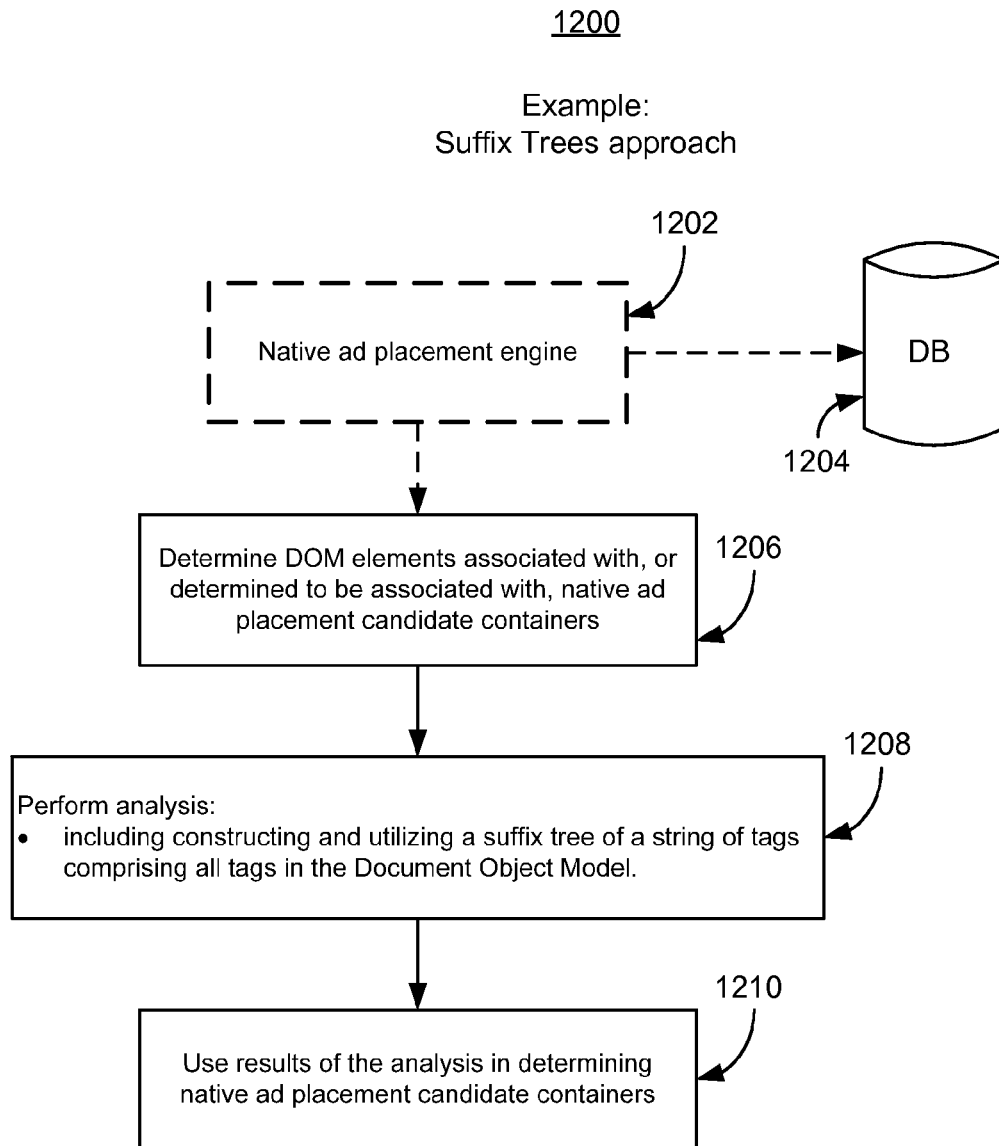 1200
Example:
Suffix Trees approach
1202
Native ad placement engine
DB
1204
Determine DOM elements associated with, or
determined to be associated with, native ad
placement candidate containers
1206
1208
Perform analysis:
• including constructing and utilizing a suffix tree of a string of tags
comprising all tags in the Document Object Model.
1210
Use results of the analysis in determining
native ad placement candidate containers